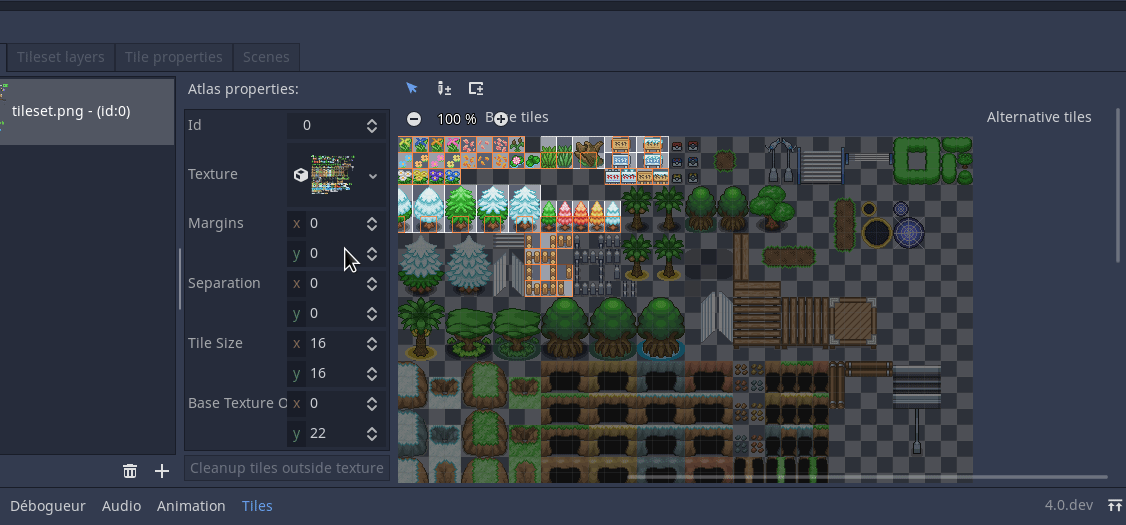 Tileset layers Tile properties Scenes
tileset.png - (id:0)
Atlas properties:
100 % B se tiles
Alternative tiles
Id 0
Texture
Margins x 0
y 0
Separation x 0
y 0
Tile Size x 16
y 16
Base Texture O x 0
y 22
Cleanup tiles outside texture
Débogueur Audio Animation Tiles 4.0.dev